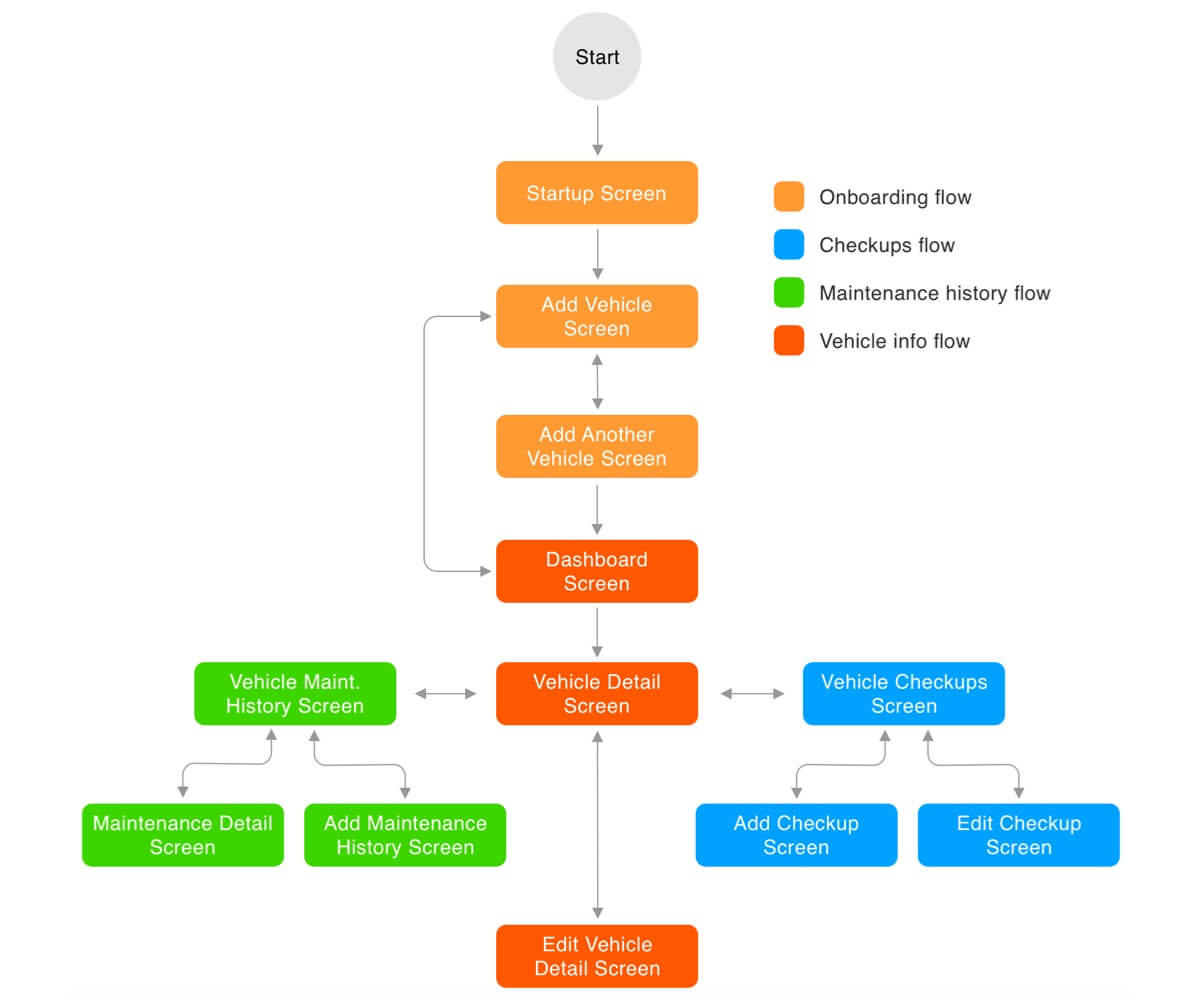 Start
Startup Screen
Onboarding flow
Checkups flow
Maintenance history flow
Vehicle info flow
Add Vehicle
Screen
Add Another
Vehicle Screen
Dashboard
Screen
Vehicle Maint.
History Screen
Vehicle Detail
Screen
Vehicle Checkups
Screen
Maintenance Detail
Screen
Add Maintenance
History Screen
Add Checkup
Screen
Edit Checkup
Screen
Edit Vehicle
Detail Screen